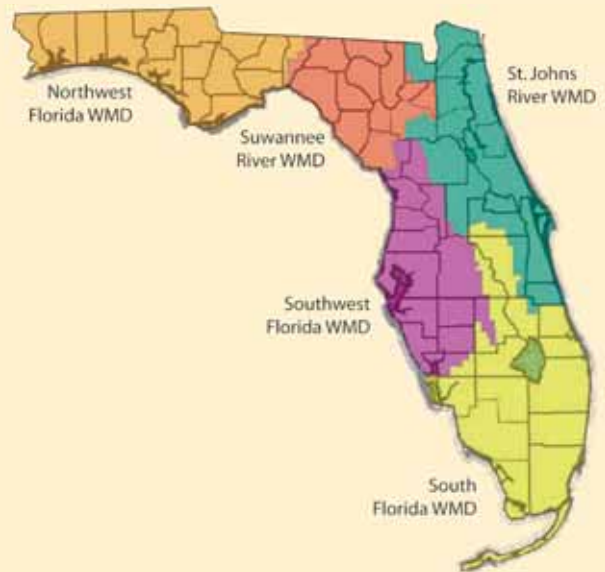 Northwest
Florida WMD
St. Johns
River WMD
Suwannee
River WMD
Southwest
Florida WMD
South
Florida WMD